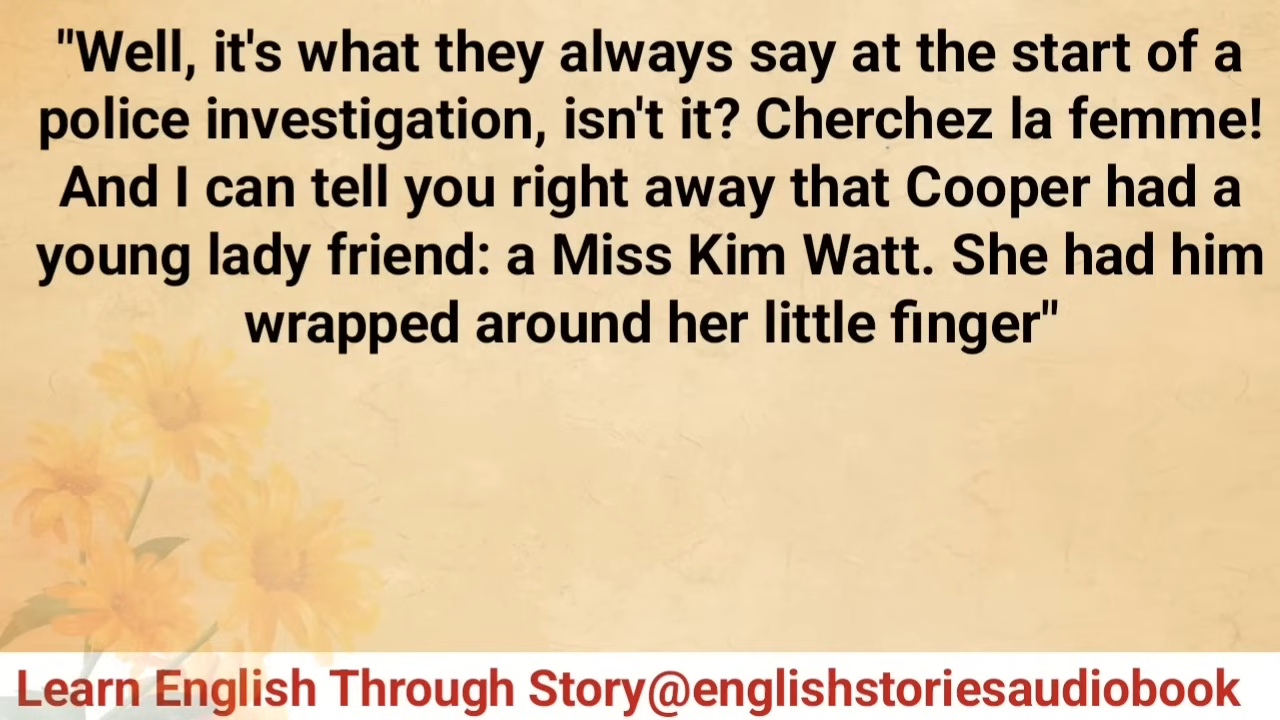 "Well, it's what they always say at the start of a
police investigation, isn't it? Cherchez la femme!
And I can tell you right away that Cooper had a
young lady friend: a Miss Kim Watt. She had him
wrapped around her little finger"
Learn English Through Story@englishstoriesaudiobook